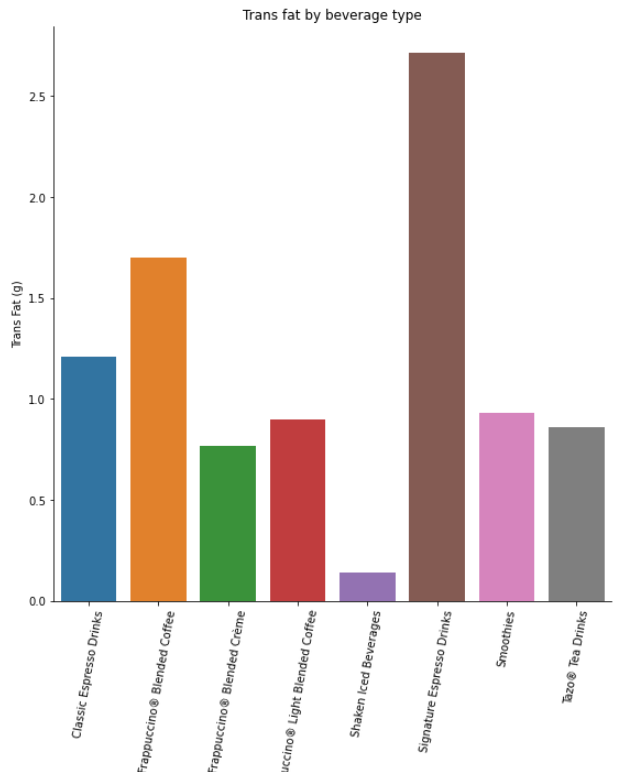 Trans fat by beverage type
Trans Fat (g)
2.5
2.0
1.5
1.0
0.5
0.0
Classic Espresso Drinks
Frappuccino® Blended Coffee
Frappuccino® Blended Crème
uccino® Light Blended Coffee
Shaken Iced Beverages
Signature Espresso Drinks
Smoothies
Tazo® Tea Drinks